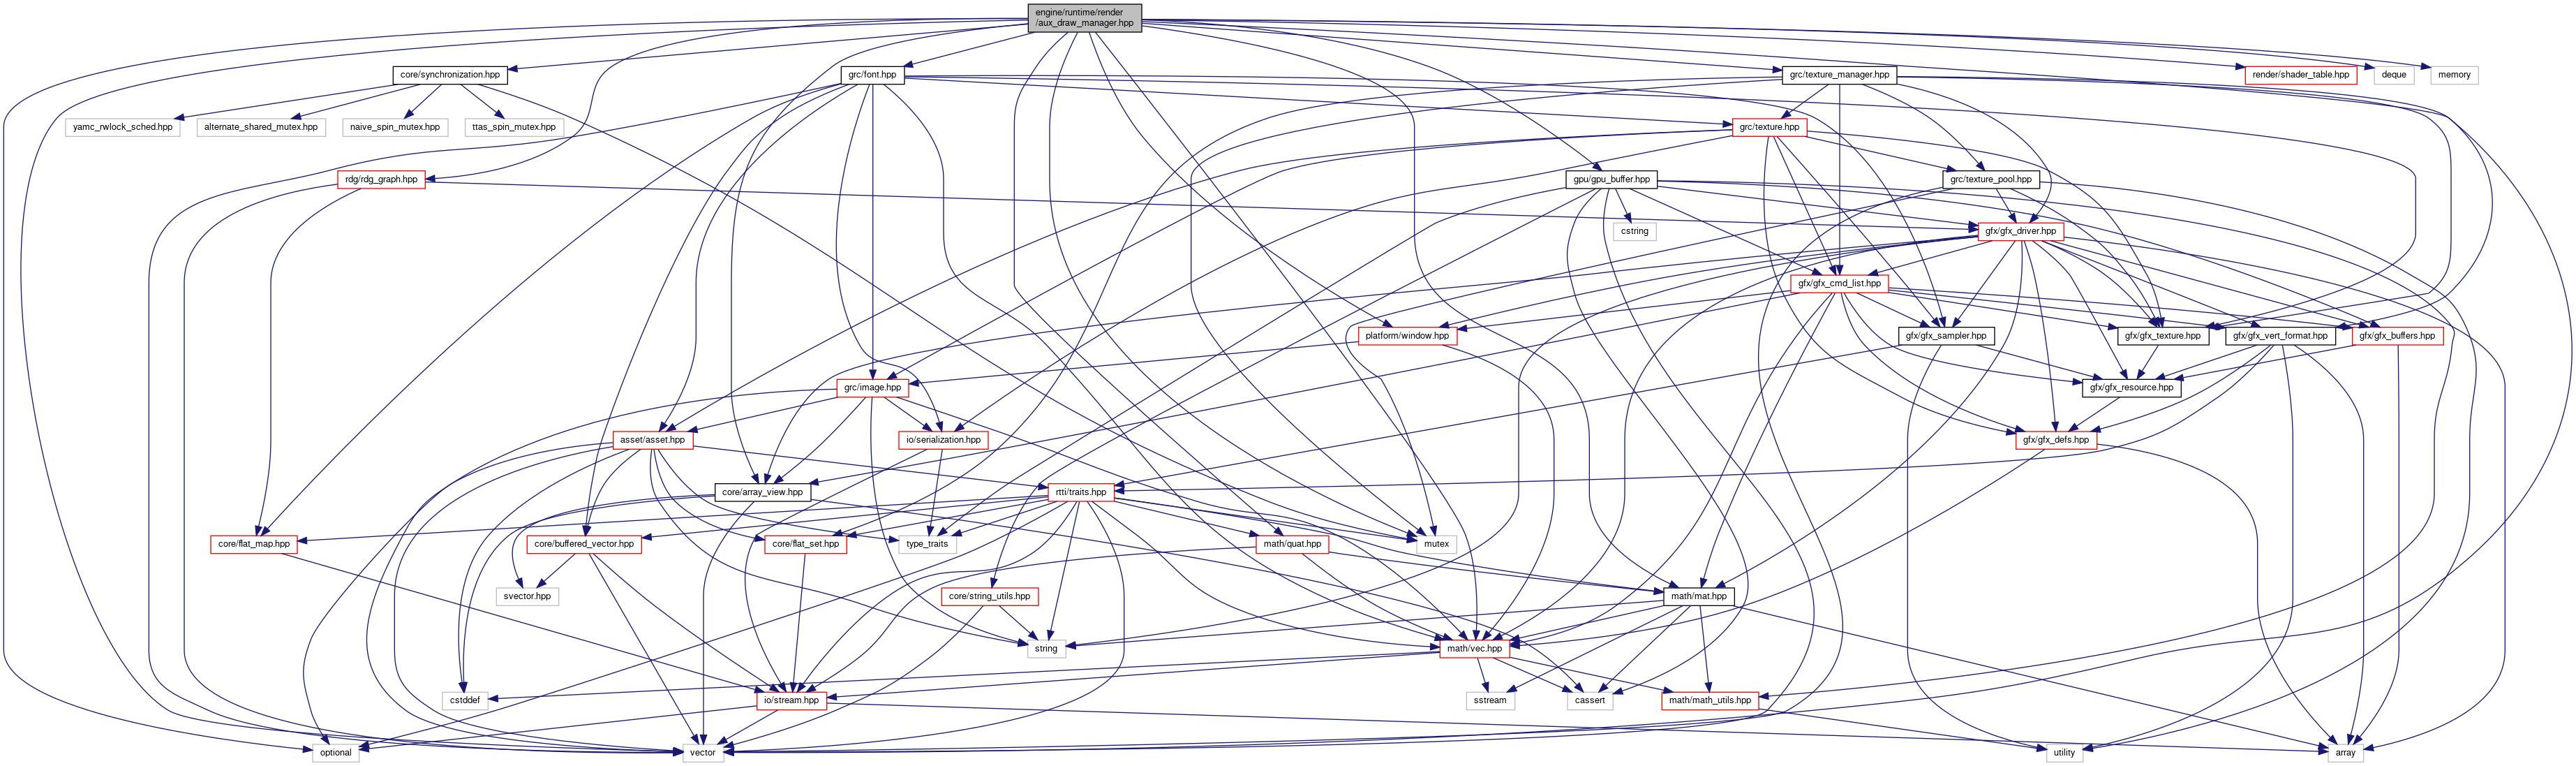 engine/runtime/render
/aux_draw_manager.hpp
core/synchronization.hpp
grc/font.hpp
grc/texture_manager.hpp
render/shader_table.hpp
deque
memory
yamc_rwlock_sched.hpp
alternate_shared_mutex.hpp
naive_spin_mutex.hpp
ttas_spin_mutex.hpp
grc/texture.hpp
rdg/rdg_graph.hpp
gpu/gpu_buffer.hpp
grc/texture_pool.hpp
cstring
gfx/gfx_driver.hpp
gfx/gfx_cmd_list.hpp
platform/window.hpp
gfx/gfx_sampler.hpp
gfx/gfx_texture.hpp
gfx/gfx_vert_format.hpp
gfx/gfx_buffers.hpp
grc/image.hpp
gfx/gfx_resource.hpp
asset/asset.hpp
io/serialization.hpp
gfx/gfx_defs.hpp
core/array_view.hpp
rtti/traits.hpp
core/flat_map.hpp
core/buffered_vector.hpp
core/flat_set.hpp
type_traits
math/quat.hpp
mutex
svector.hpp
core/string_utils.hpp
math/mat.hpp
string
math/vec.hpp
cstddef
io/stream.hpp
sstream
cassert
math/math_utils.hpp
optional
vector
utility
array